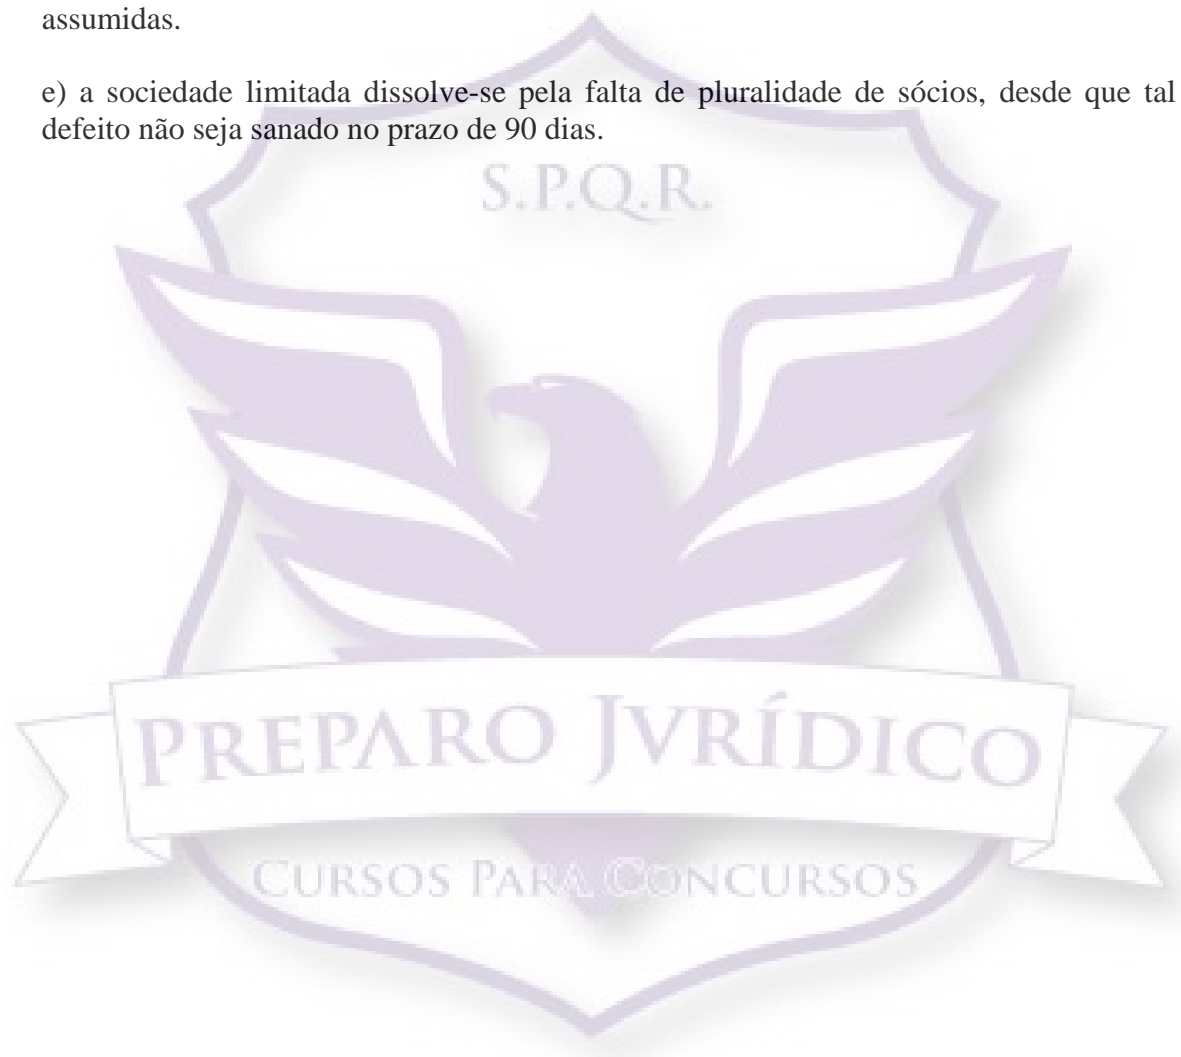 assumidas.
e) a sociedade limitada dissolve-se pela falta de pluralidade de sócios, desde que tal
defeito não seja sanado no prazo de 90 dias.
S.P.Q.R.
PREPARO JVRÍDICO
CURSOS PARA CONCURSOS